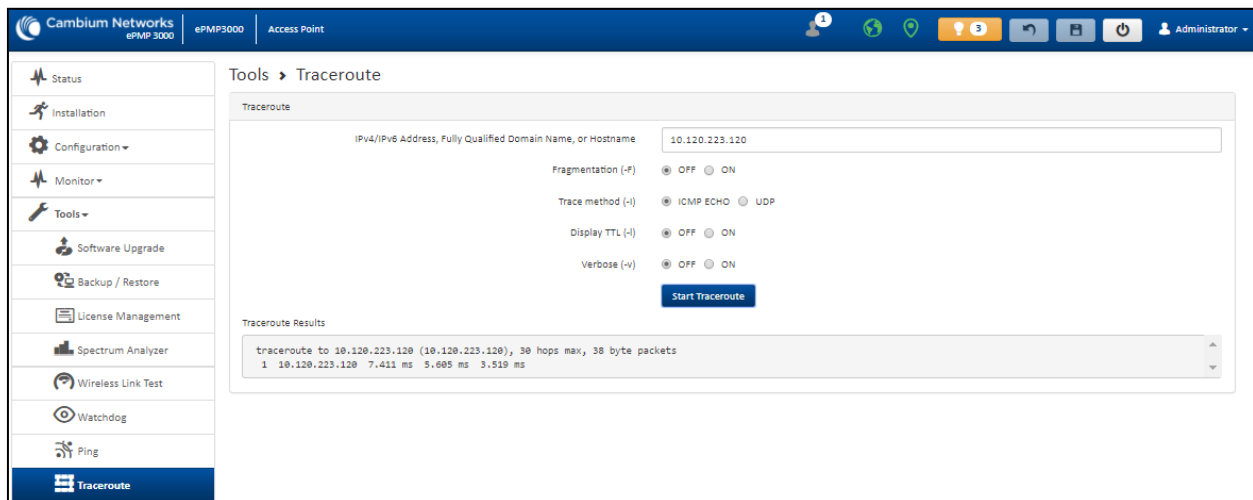 Cambium Networks
ePMP 3000
ePMP3000
Access Point
1
3
Administrator
Status
Installation
Configuration
Monitor
Tools
Software Upgrade
Backup / Restore
License Management
Spectrum Analyzer
Wireless Link Test
Watchdog
Ping
Traceroute
Tools > Traceroute
Traceroute
IPv4/IPv6 Address, Fully Qualified Domain Name, or Hostname 10.120.223.120
Fragmentation (-F) OFF ON
Trace method (-I) ICMP ECHO UDP
Display TTL (-l) OFF ON
Verbose (-v) OFF ON
Start Traceroute
Traceroute Results
traceroute to 10.120.223.120 (10.120.223.120), 30 hops max, 38 byte packets
1 10.120.223.120 7.411 ms 5.605 ms 3.519 ms